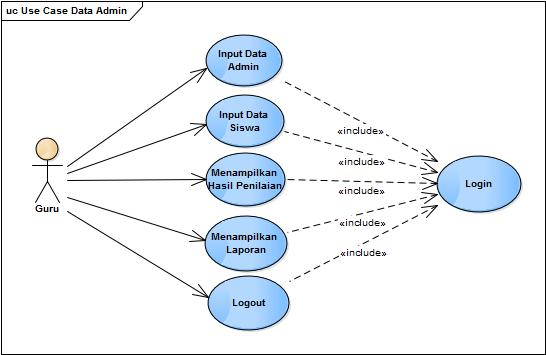 uc Use Case Data Admin
Input Data
Admin
«include»
Input Data
Siswa
«include»
Menampilkan
Hasil Penilaian
«include»
Login
Guru
Menampilkan
Laporan
«include»
Logout
«include»